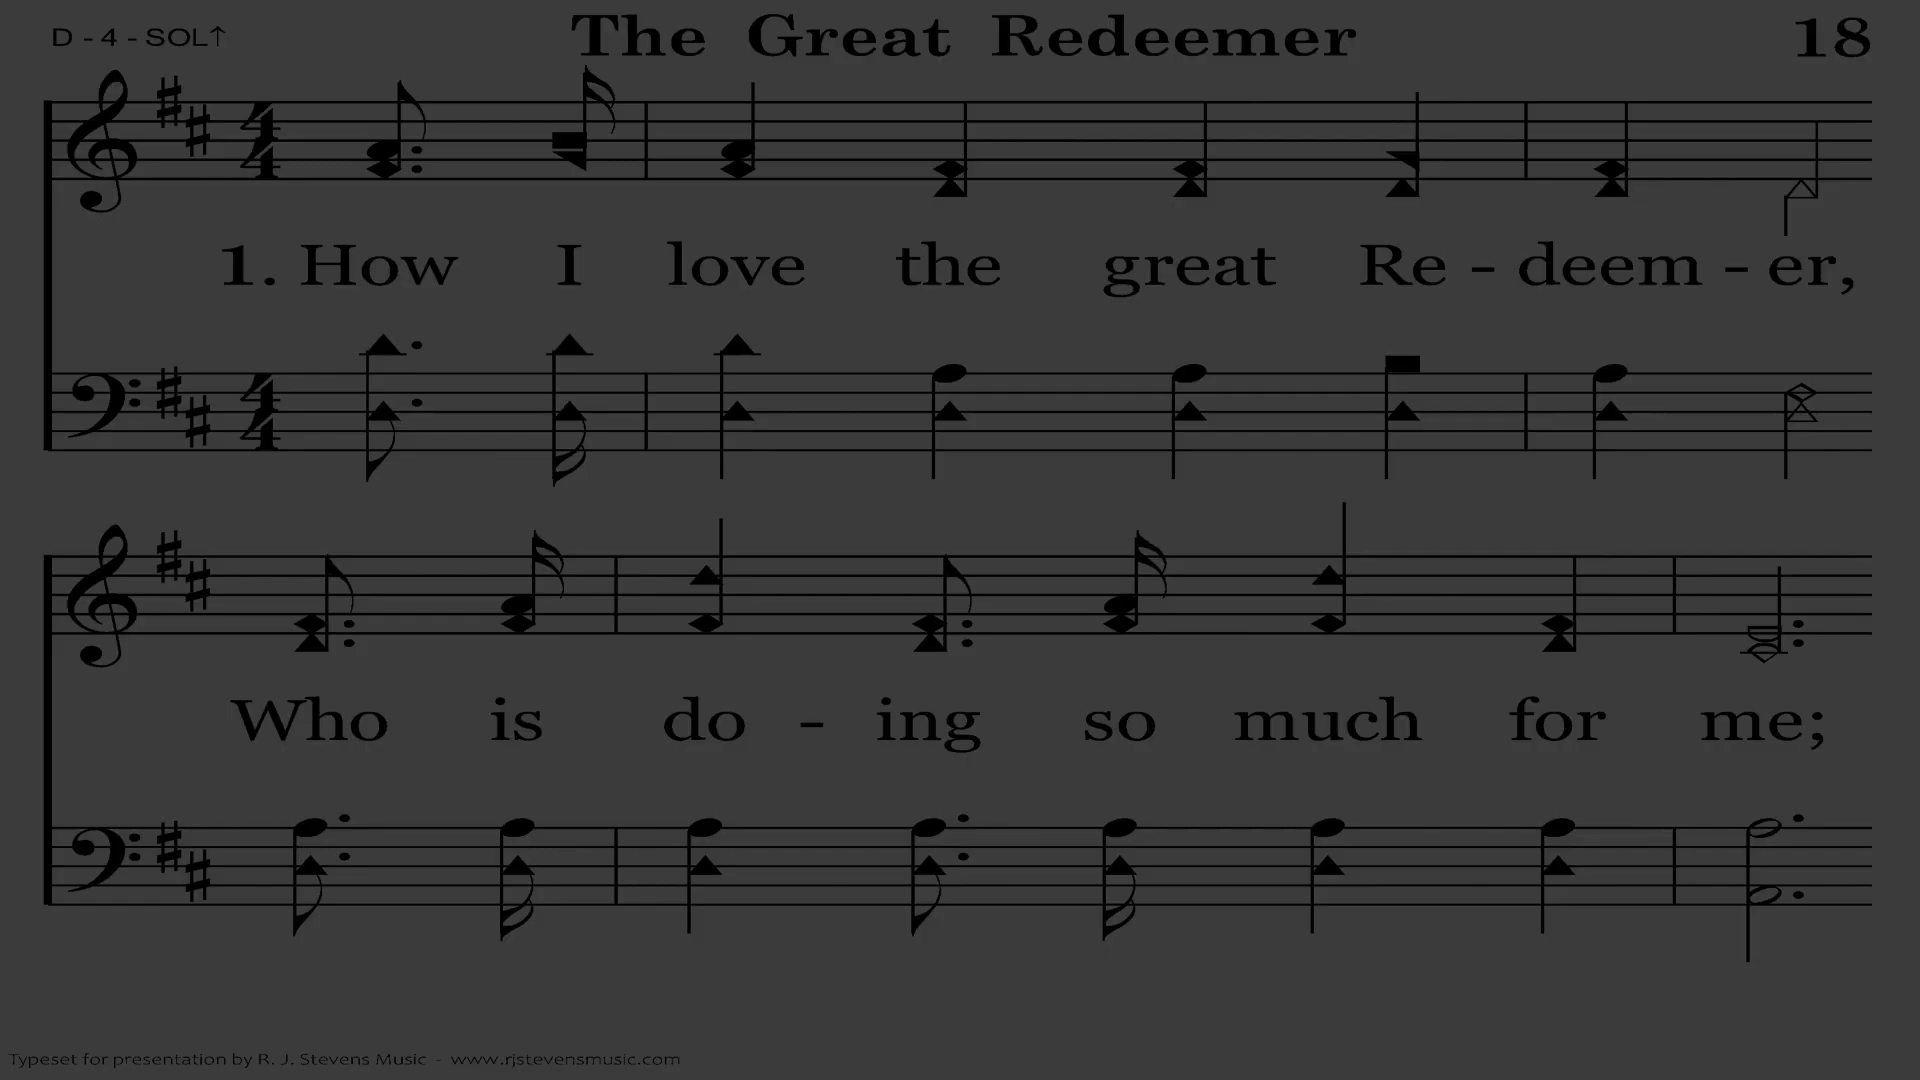 D - 4 - SOL↑
The Great Redeemer
18
1. How I love the great Re - deem - er,
Who is do - ing so much for me;
Typeset for presentation by R. J. Stevens Music - www.rjstevensmusic.com